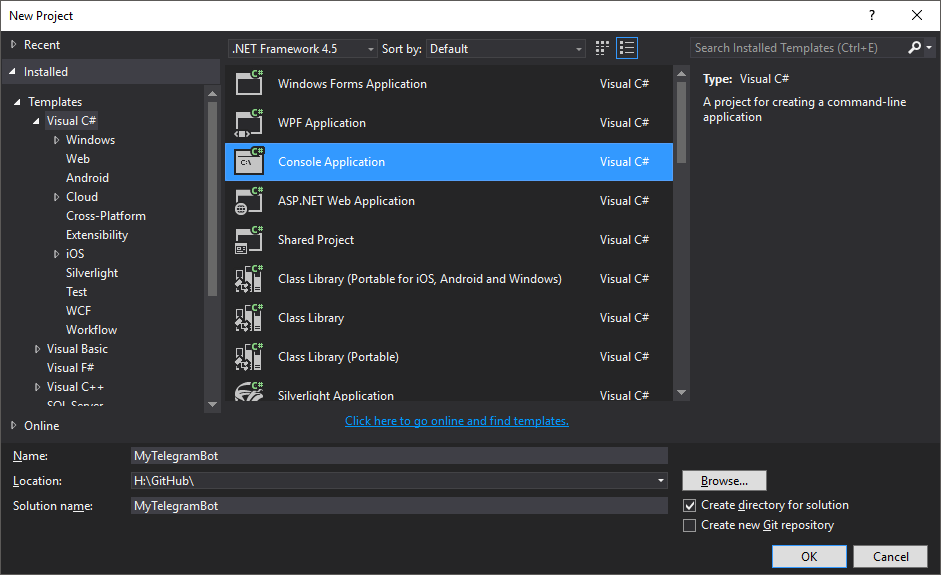 New Project
?
Recent
Installed
Templates
Visual C#
Windows
Web
Android
Cloud
Cross-Platform
Extensibility
iOS
Silverlight
Test
WCF
Workflow
Visual Basic
Visual F#
Visual C++
SQL Server
Online
.NET Framework 4.5 Sort by: Default
Search Installed Templates (Ctrl+E)
C# Windows Forms Application Visual C#
C# WPF Application Visual C#
C# C:\ Console Application Visual C#
C# ASP.NET Web Application Visual C#
C# Shared Project Visual C#
C# Class Library (Portable for iOS, Android and Windows) Visual C#
C# Class Library Visual C#
C# Class Library (Portable) Visual C#
C# Silverlight Application Visual C#
Click here to go online and find templates.
Type: Visual C#
A project for creating a command-line
application
Name: MyTelegramBot
Location: H:\GitHub\
Browse...
Solution name: MyTelegramBot
Create directory for solution
Create new Git repository
OK Cancel